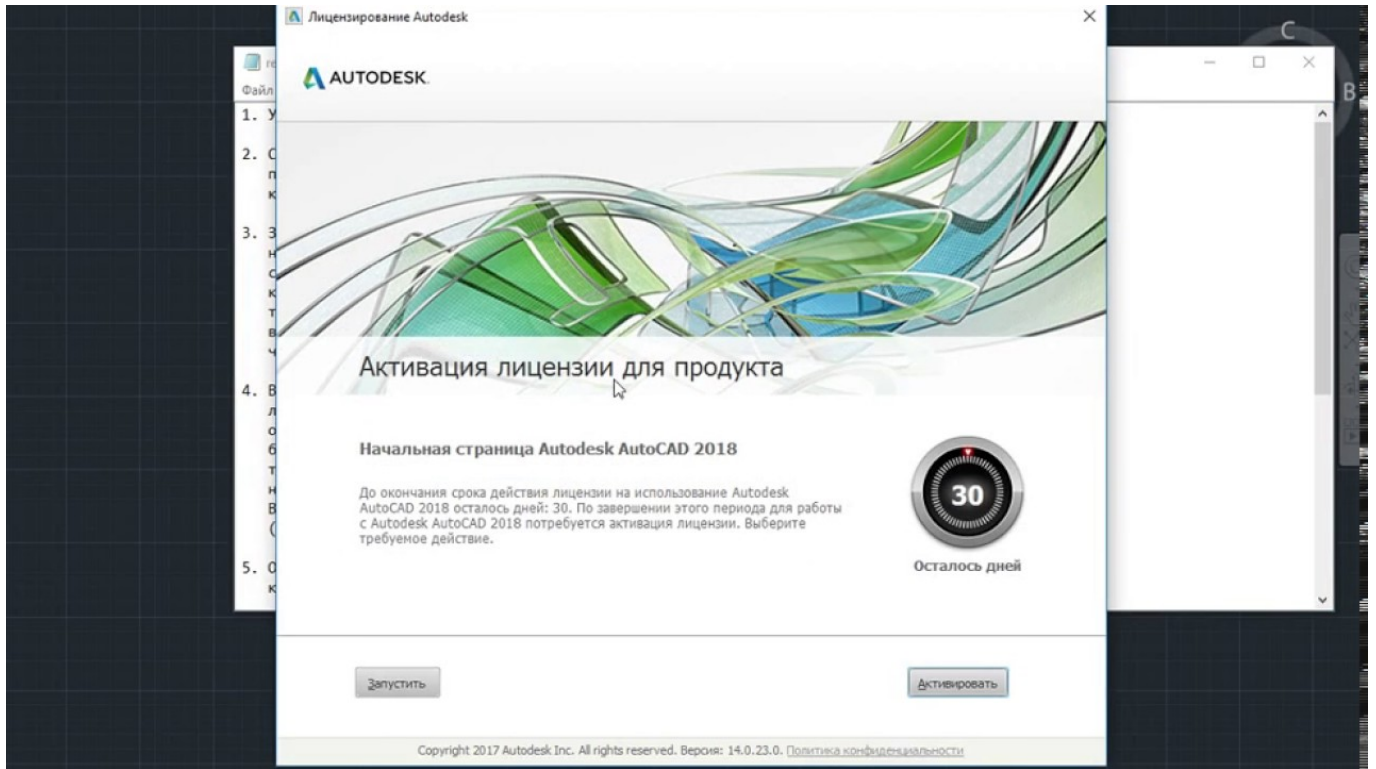 Лицензирование Autodesk
AUTODESK.
С
В
Файл
1. У
2. С
п
к
3. З
н
с
к
т
в
ч
4. В
л
о
б
т
н
В
(
5. О
к
Активация лицензии для продукта
Начальная страница Autodesk AutoCAD 2018
До окончания срока действия лицензии на использование Autodesk
AutoCAD 2018 осталось дней: 30. По завершении этого периода для работы
с Autodesk AutoCAD 2018 потребуется активация лицензии. Выберите
требуемое действие.
30
Осталось дней
Запустить
Активировать
Copyright 2017 Autodesk Inc. All rights reserved. Версия: 14.0.23.0. Политика конфиденциальности